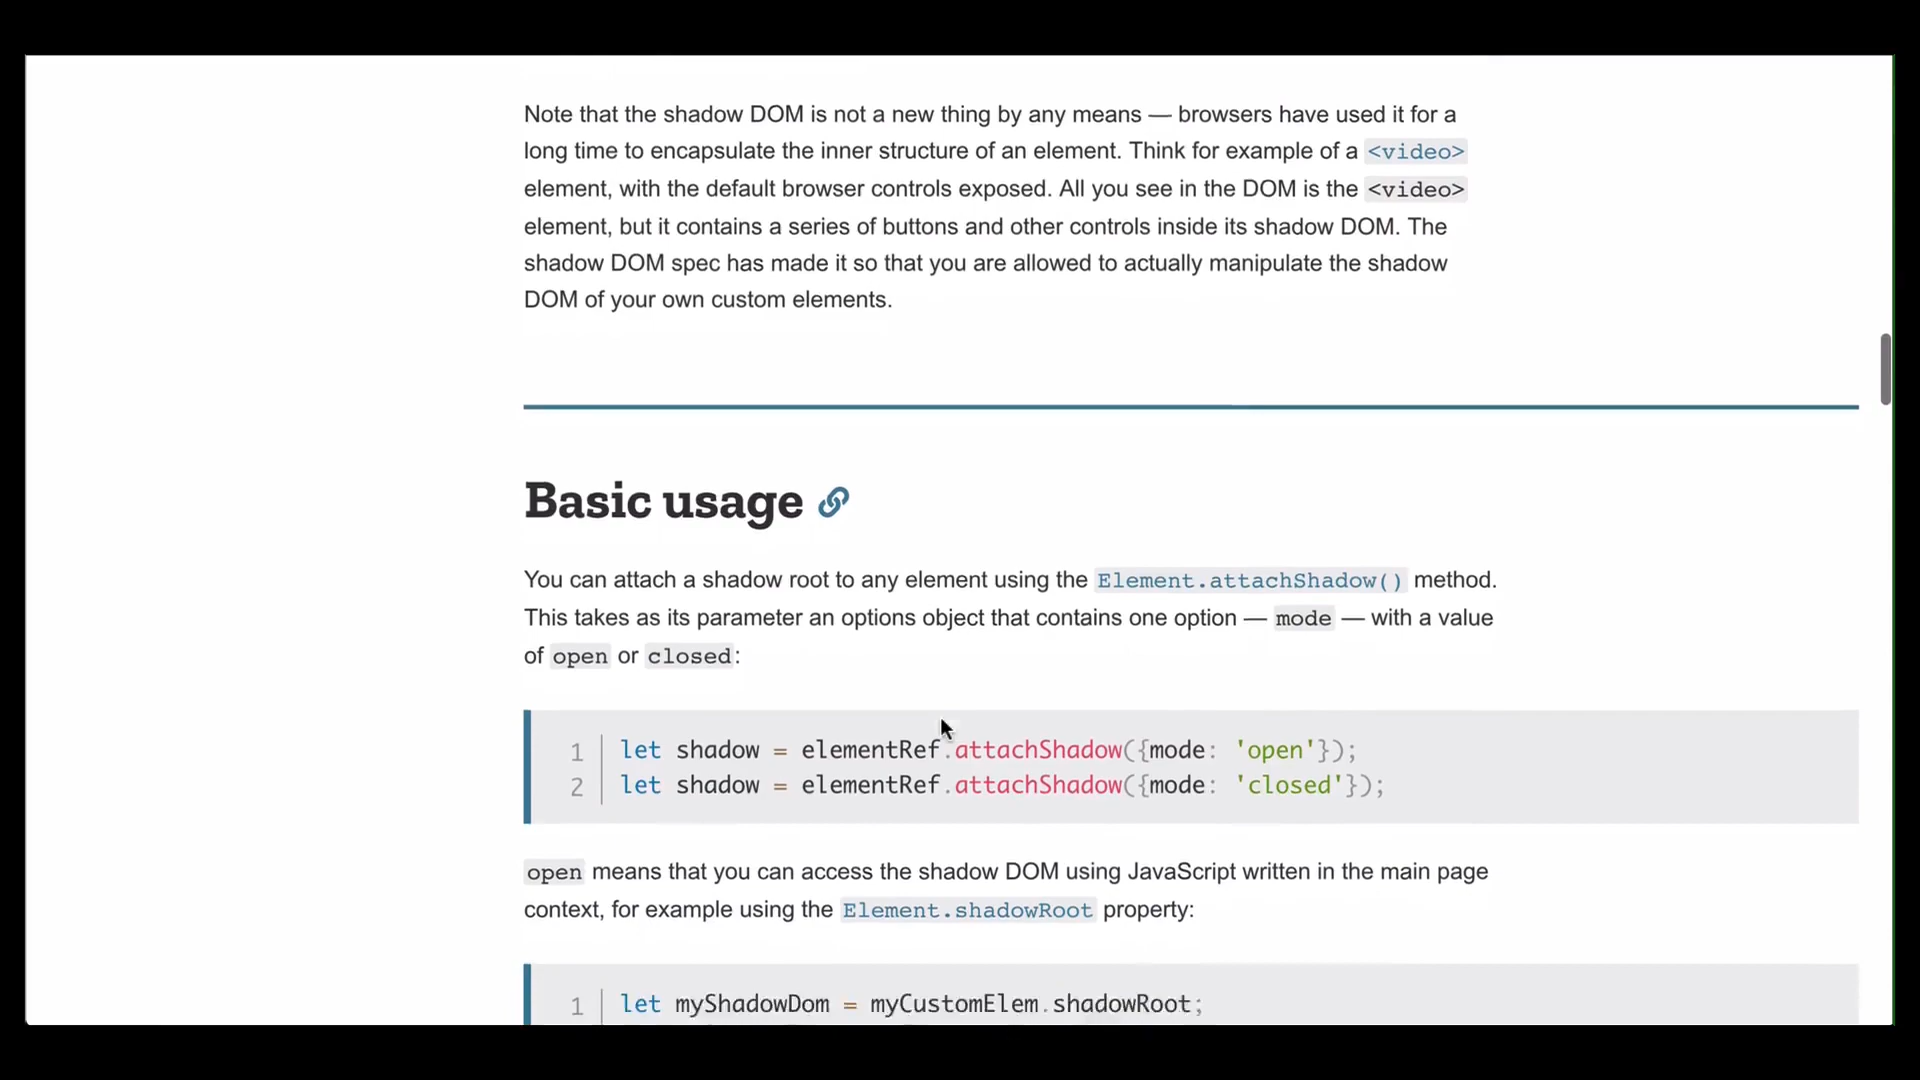 Note that the shadow DOM is not a new thing by any means — browsers have used it for a
long time to encapsulate the inner structure of an element. Think for example of a <video>
element, with the default browser controls exposed. All you see in the DOM is the <video>
element, but it contains a series of buttons and other controls inside its shadow DOM. The
shadow DOM spec has made it so that you are allowed to actually manipulate the shadow
DOM of your own custom elements.
Basic usage
You can attach a shadow root to any element using the Element.attachShadow() method.
This takes as its parameter an options object that contains one option — mode — with a value
of open or closed:
1 let shadow = elementRef.attachShadow({mode: 'open'});
2 let shadow = elementRef.attachShadow({mode: 'closed'});
open means that you can access the shadow DOM using JavaScript written in the main page
context, for example using the Element.shadowRoot property:
1 let myShadowDom = myCustomElem.shadowRoot;